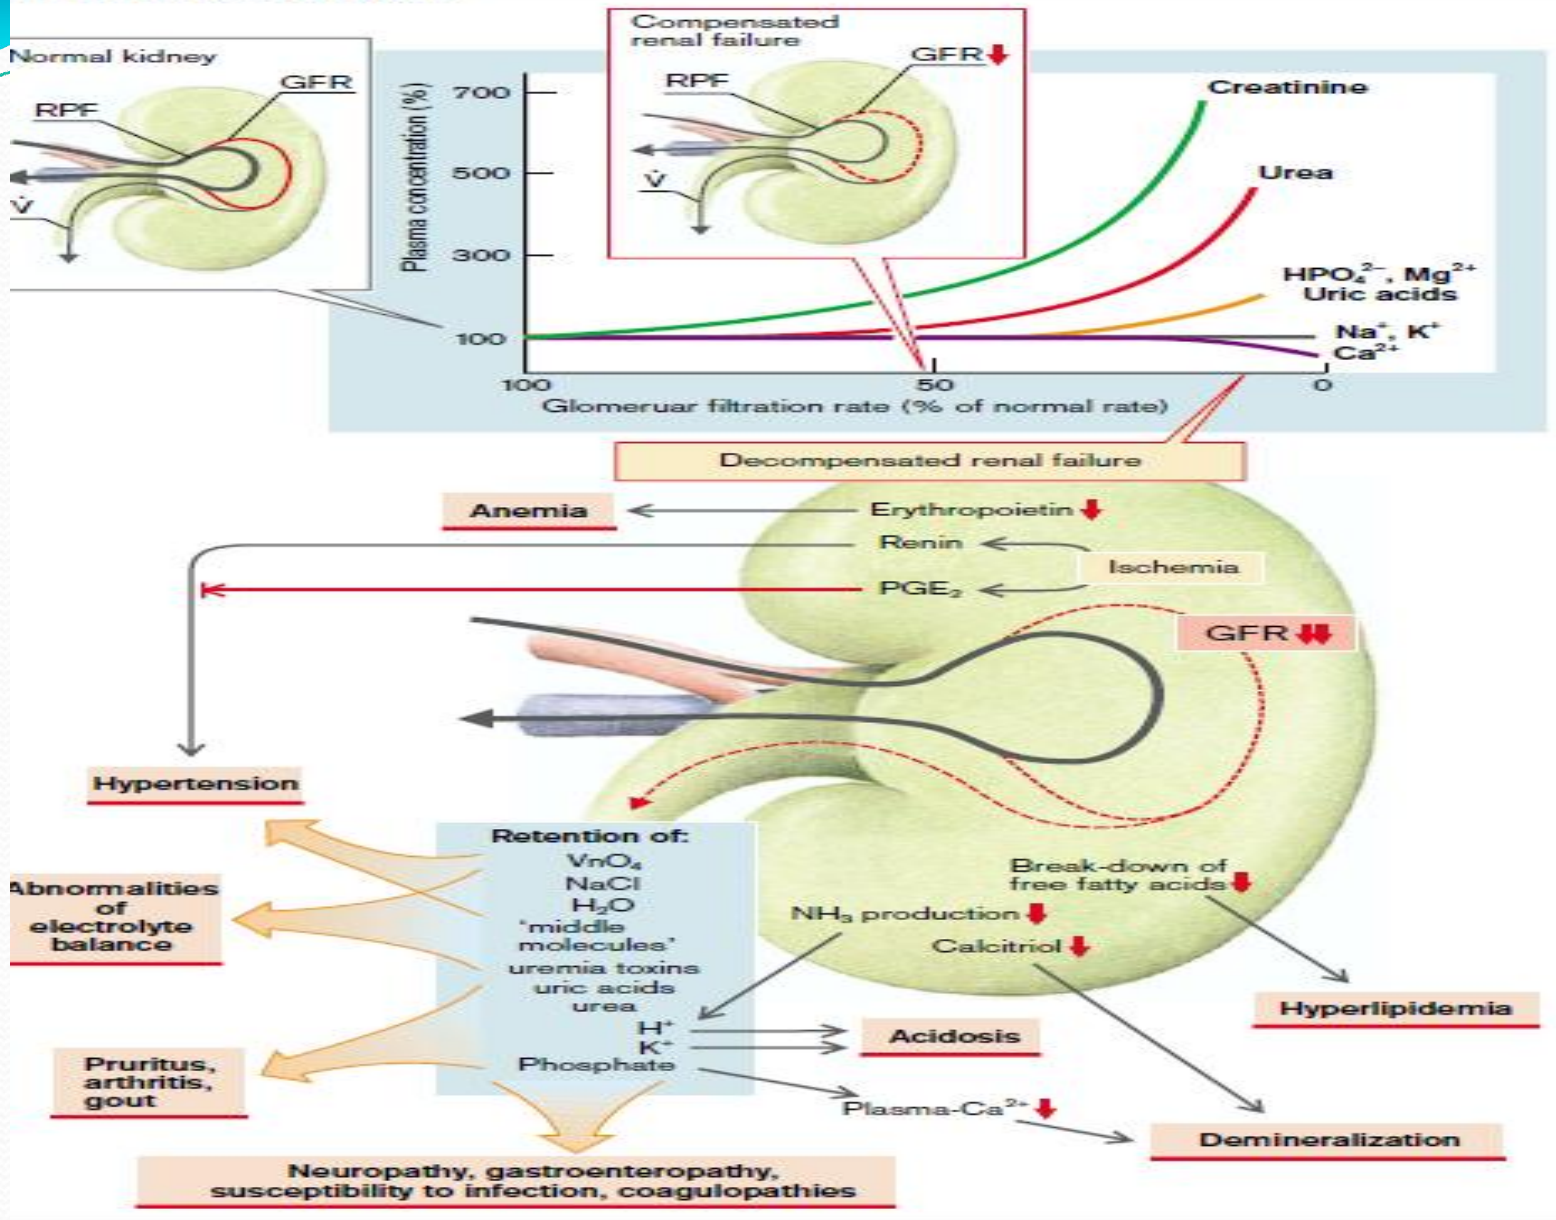 Normal kidney
GFR
RPF
V̇
Compensated
renal failure
GFR
RPF
V̇
Plasma concentration (%)
700
500
300
100
Creatinine
Urea
HPO₄²⁻, Mg²⁺
Uric acids
Na⁺, K⁺
Ca²⁺
100
50
0
Glomeruar filtration rate (% of normal rate)
Decompensated renal failure
Anemia
Erythropoietin
Renin
Ischemia
PGE₂
GFR
Hypertension
Retention of:
VnO₄
NaCl
H₂O
'middle
molecules'
uremia toxins
uric acids
urea
H⁺
K⁺
Phosphate
Abnormalities
of
electrolyte
balance
Break-down of
free fatty acids
NH₃ production
Calcitriol
Hyperlipidemia
Acidosis
Pruritus,
arthritis,
gout
Plasma-Ca²⁺
Demineralization
Neuropathy, gastroenteropathy,
susceptibility to infection, coagulopathies